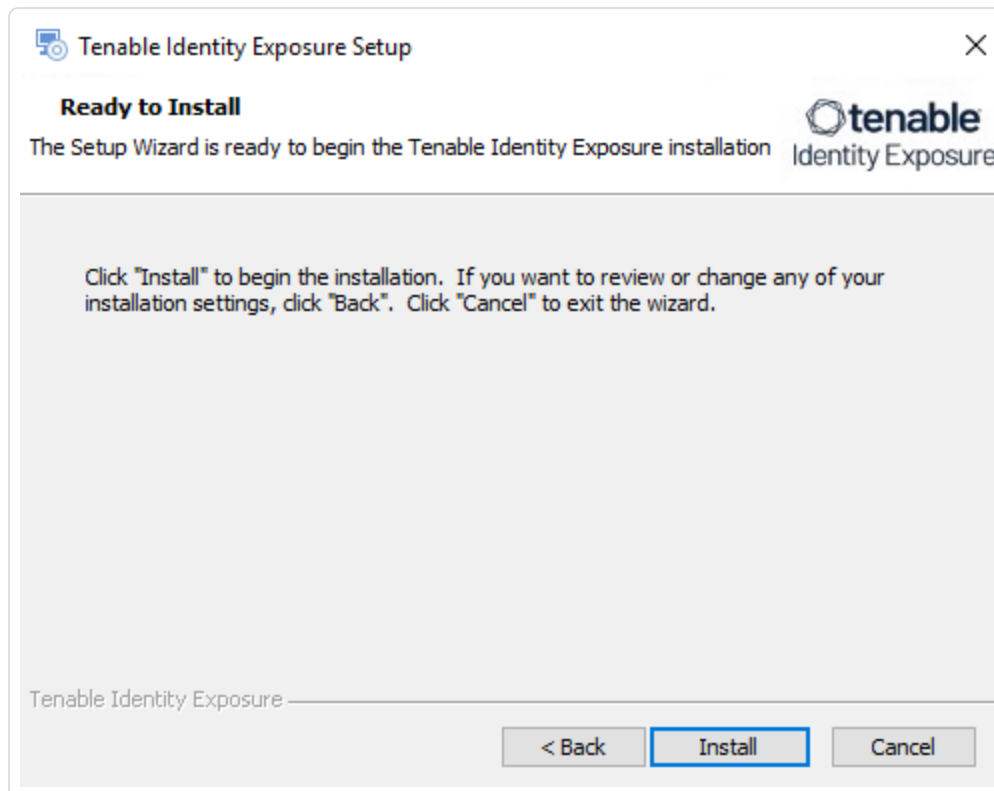 Tenable Identity Exposure Setup
Ready to Install
The Setup Wizard is ready to begin the Tenable Identity Exposure installation
tenable
Identity Exposure
Click "Install" to begin the installation.  If you want to review or change any of your
installation settings, click "Back".  Click "Cancel" to exit the wizard.
Tenable Identity Exposure
< Back
Install
Cancel